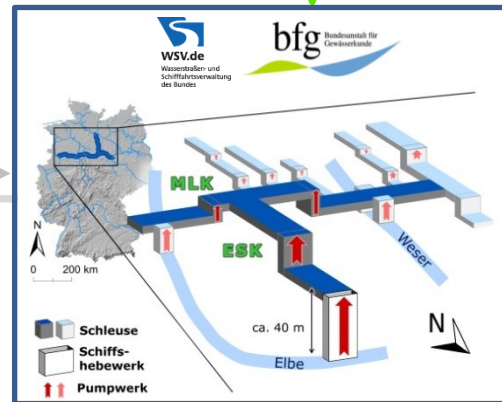 WSV.de
Wasserstraßen- und
Schifffahrtsverwaltung
des Bundes
bfg
Bundesanstalt für
Gewässerkunde
MLK
ESK
Weser
N
0 200 km
ca. 40 m
N
Elbe
Schleuse
Schiffs-
hebewerk
Pumpwerk